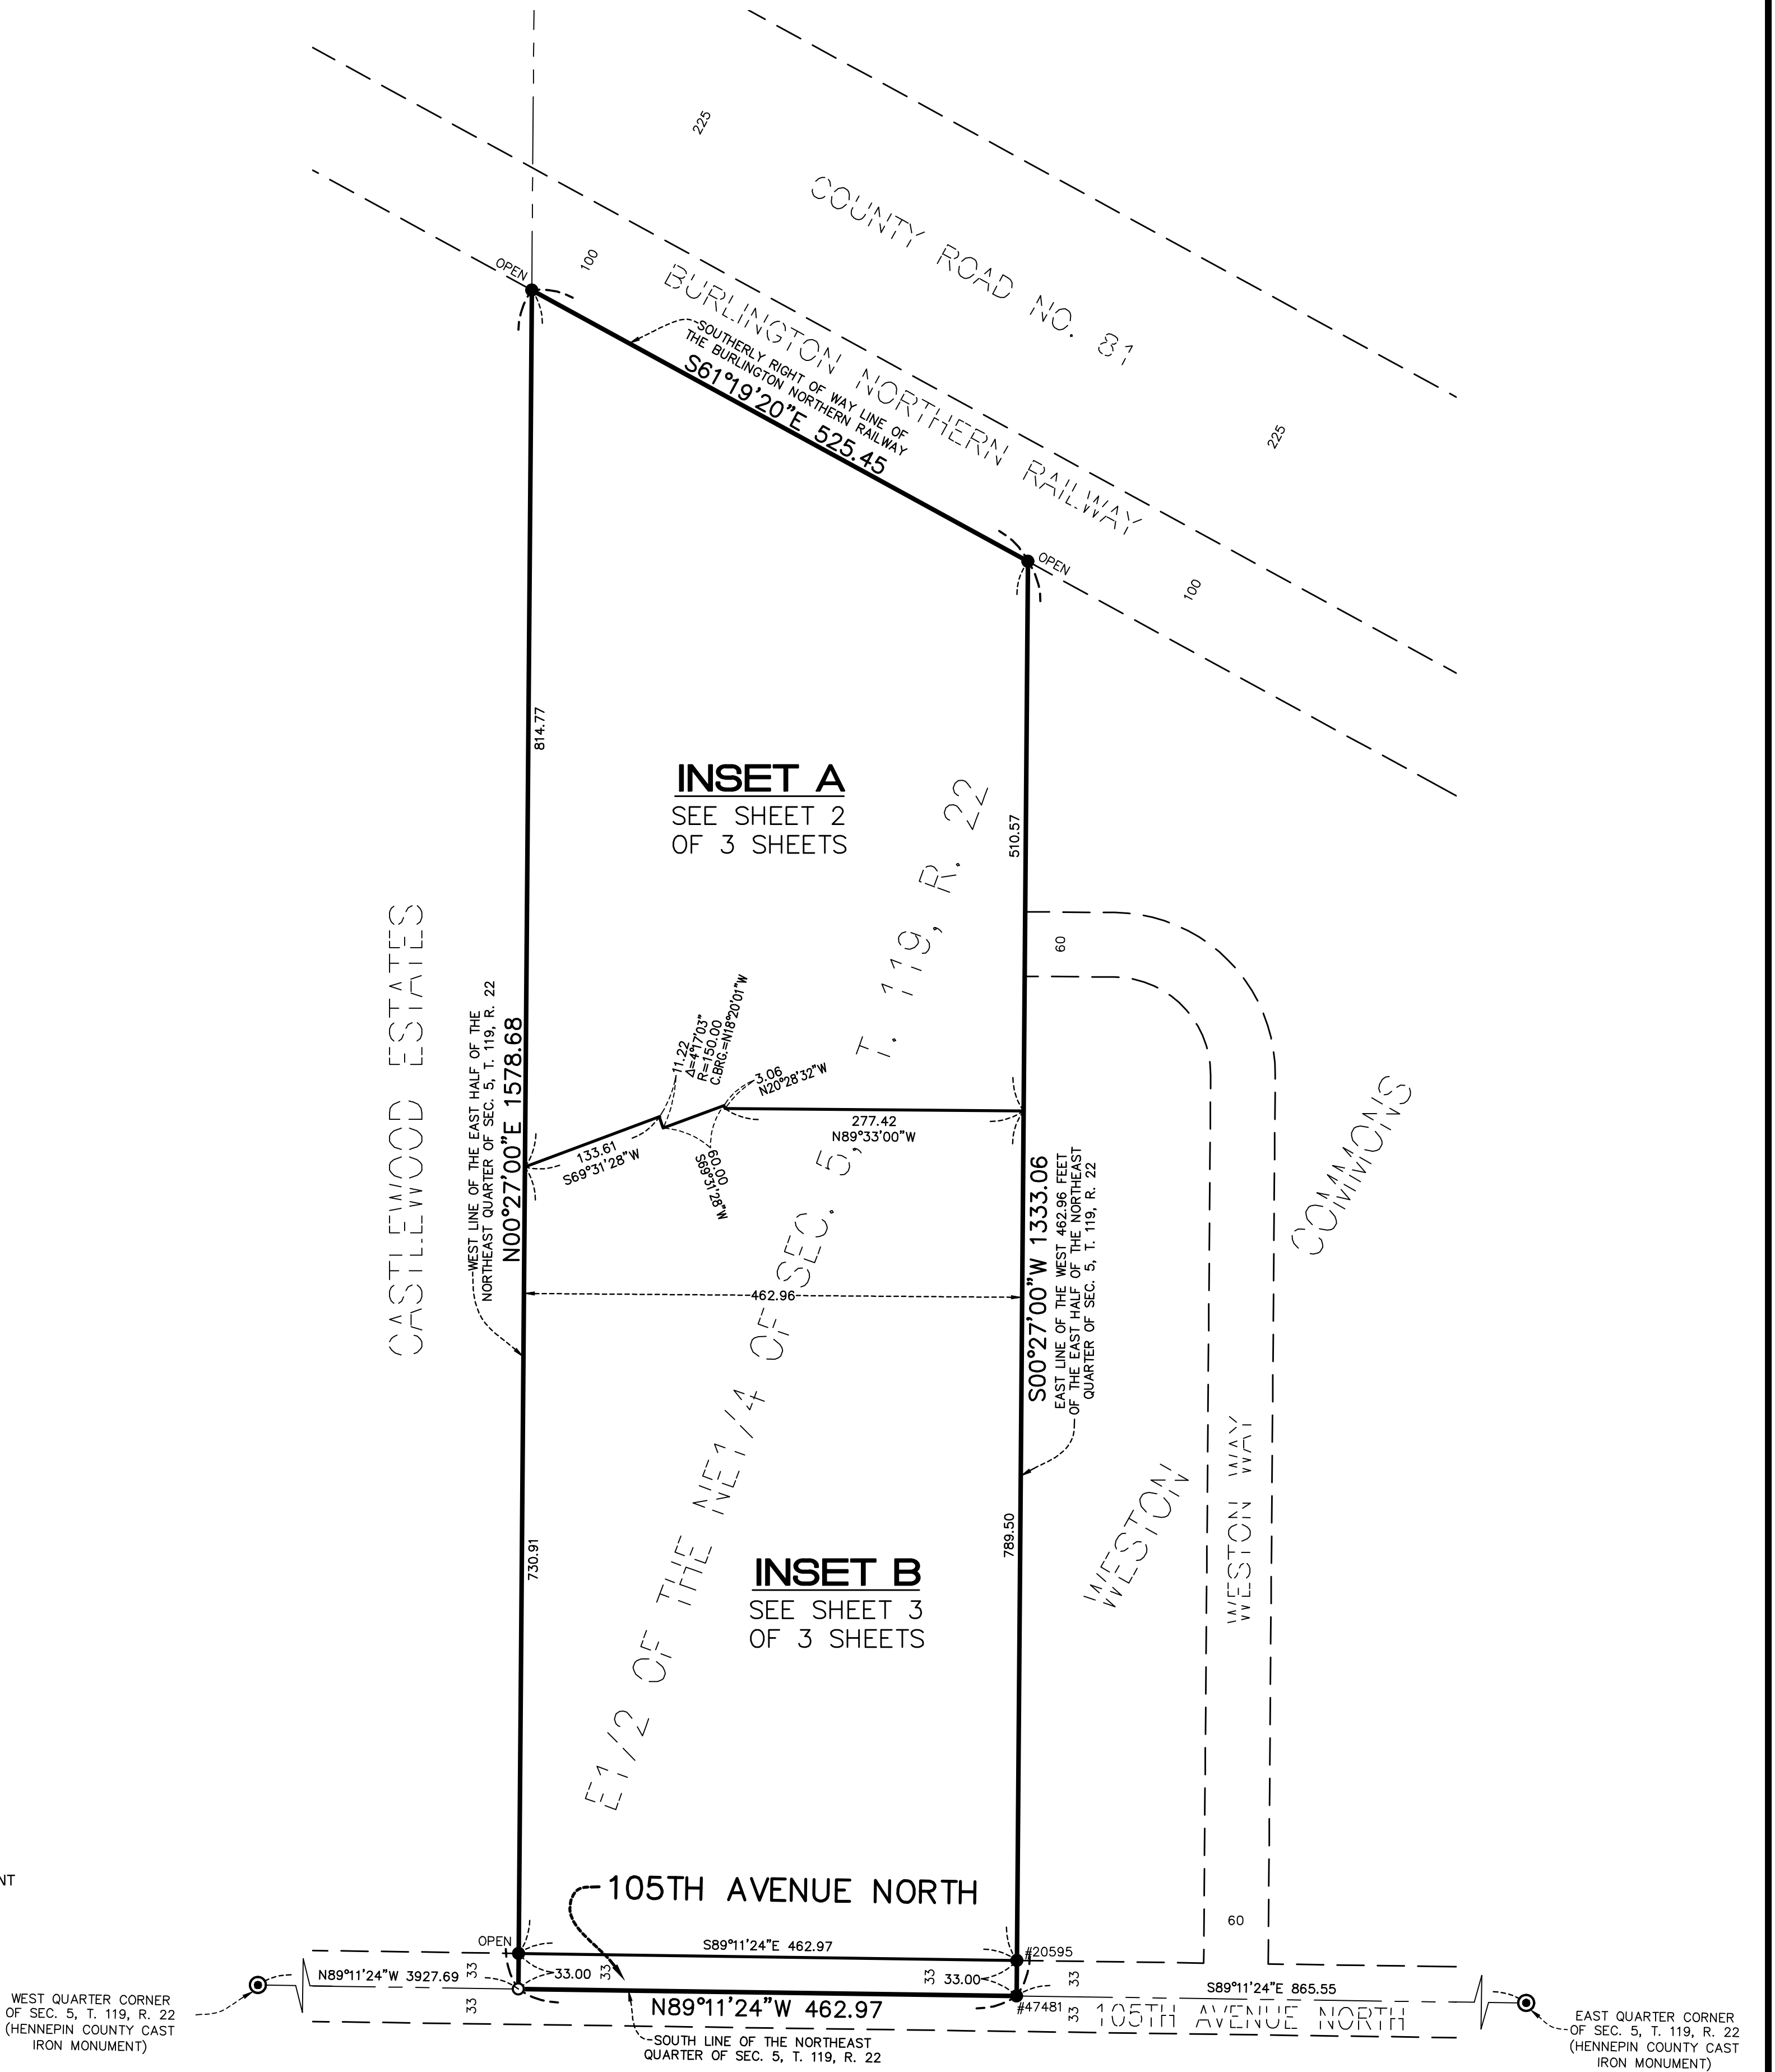 225
COUNTY ROAD NO. 81
100
OPEN
BURLINGTON NORTHERN RAILWAY
SOUTHERLY RIGHT OF WAY LINE OF
THE BURLINGTON NORTHERN RAILWAY
S61°19'20"E 525.45
225
OPEN
100
814.77
INSET A
SEE SHEET 2
OF 3 SHEETS
510.57
60
CASTLEWOOD ESTATES
WEST LINE OF THE EAST HALF OF THE
NORTHEAST QUARTER OF SEC. 5, T. 119, R. 22
N00°27'00"E 1578.68
11.22
Δ=4°17'03"
R=150.00
C.BRG.=N18°20'01"W
3.06
N20°28'32"W
277.42
N89°33'00"W
133.61
S69°31'28"W
60.00
S69°31'28"W
462.96
S00°27'00"W 1333.06
EAST LINE OF THE WEST 462.96 FEET
OF THE EAST HALF OF THE NORTHEAST
QUARTER OF SEC. 5, T. 119, R. 22
E1/2 OF THE NE1/4 OF SEC. 5, T. 119, R. 22
WESTON COMMONS
WESTON WAY
730.91
789.50
INSET B
SEE SHEET 3
OF 3 SHEETS
NT
105TH AVENUE NORTH
60
OPEN
S89°11'24"E 462.97
#20595
N89°11'24"W 3927.69
33
33.00
33
33
33.00
33
S89°11'24"E 865.55
33
N89°11'24"W 462.97
#47481
33
105TH AVENUE NORTH
WEST QUARTER CORNER
OF SEC. 5, T. 119, R. 22
(HENNEPIN COUNTY CAST
IRON MONUMENT)
SOUTH LINE OF THE NORTHEAST
QUARTER OF SEC. 5, T. 119, R. 22
EAST QUARTER CORNER
OF SEC. 5, T. 119, R. 22
(HENNEPIN COUNTY CAST
IRON MONUMENT)